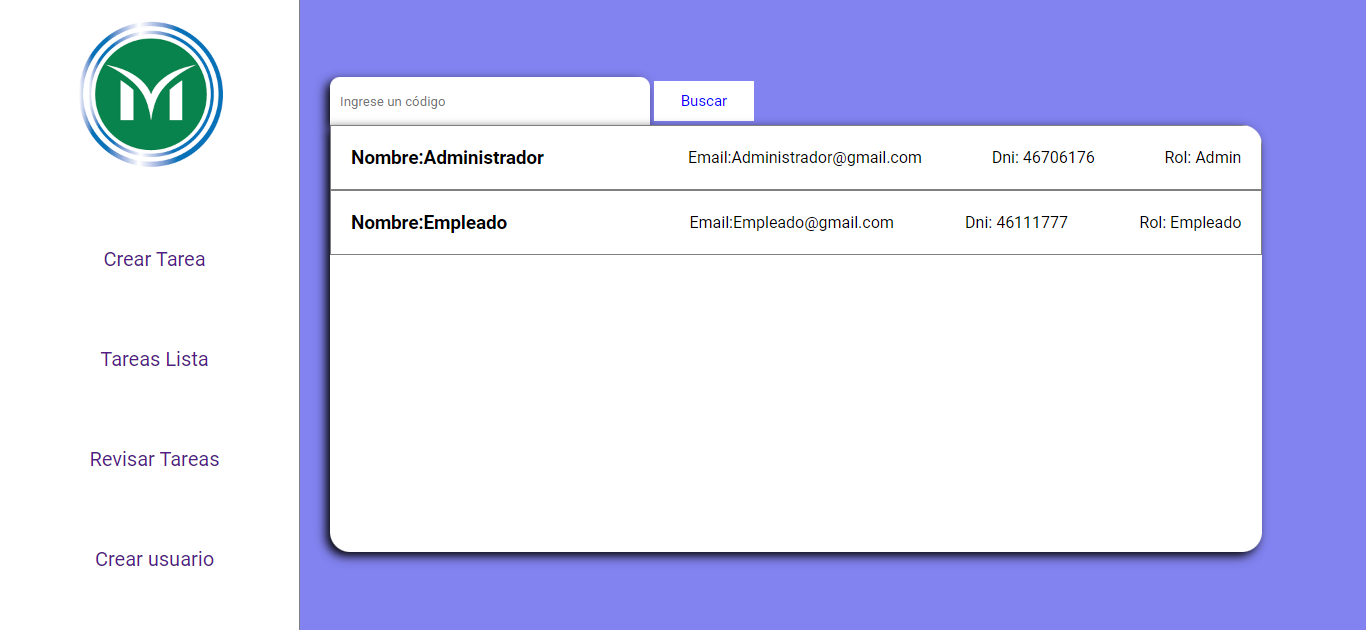 Crear Tarea
Tareas Lista
Revisar Tareas
Crear usuario
Ingrese un código
Buscar
Nombre:Administrador Email:Administrador@gmail.com Dni: 46706176 Rol: Admin
Nombre:Empleado Email:Empleado@gmail.com Dni: 46111777 Rol: Empleado